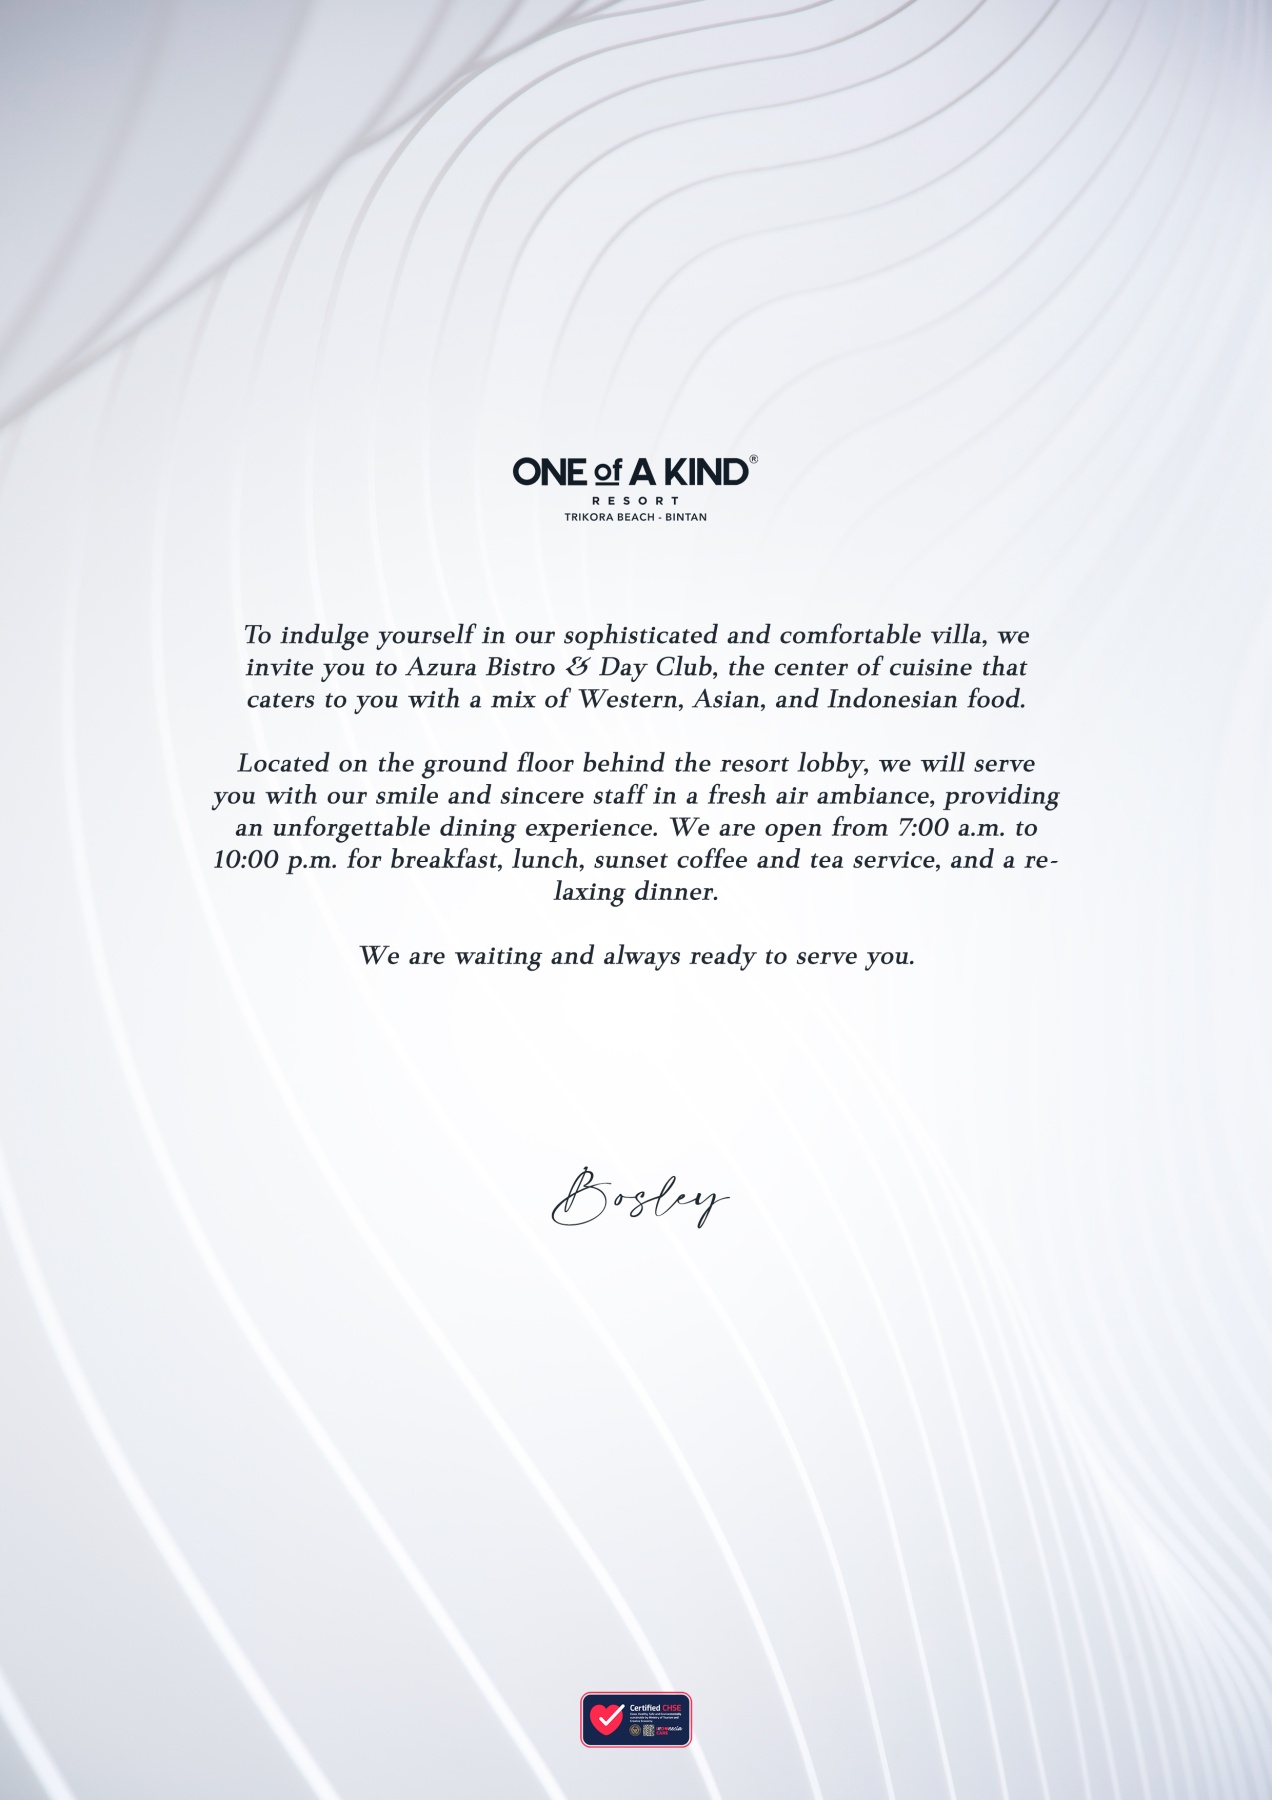 ONE of A KIND®
RESORT
TRIKORA BEACH - BINTAN
To indulge yourself in our sophisticated and comfortable villa, we
invite you to Azura Bistro & Day Club, the center of cuisine that
caters to you with a mix of Western, Asian, and Indonesian food.
Located on the ground floor behind the resort lobby, we will serve
you with our smile and sincere staff in a fresh air ambiance, providing
an unforgettable dining experience. We are open from 7:00 a.m. to
10:00 p.m. for breakfast, lunch, sunset coffee and tea service, and a re-
laxing dinner.
We are waiting and always ready to serve you.
Bosley
Certified CHSE